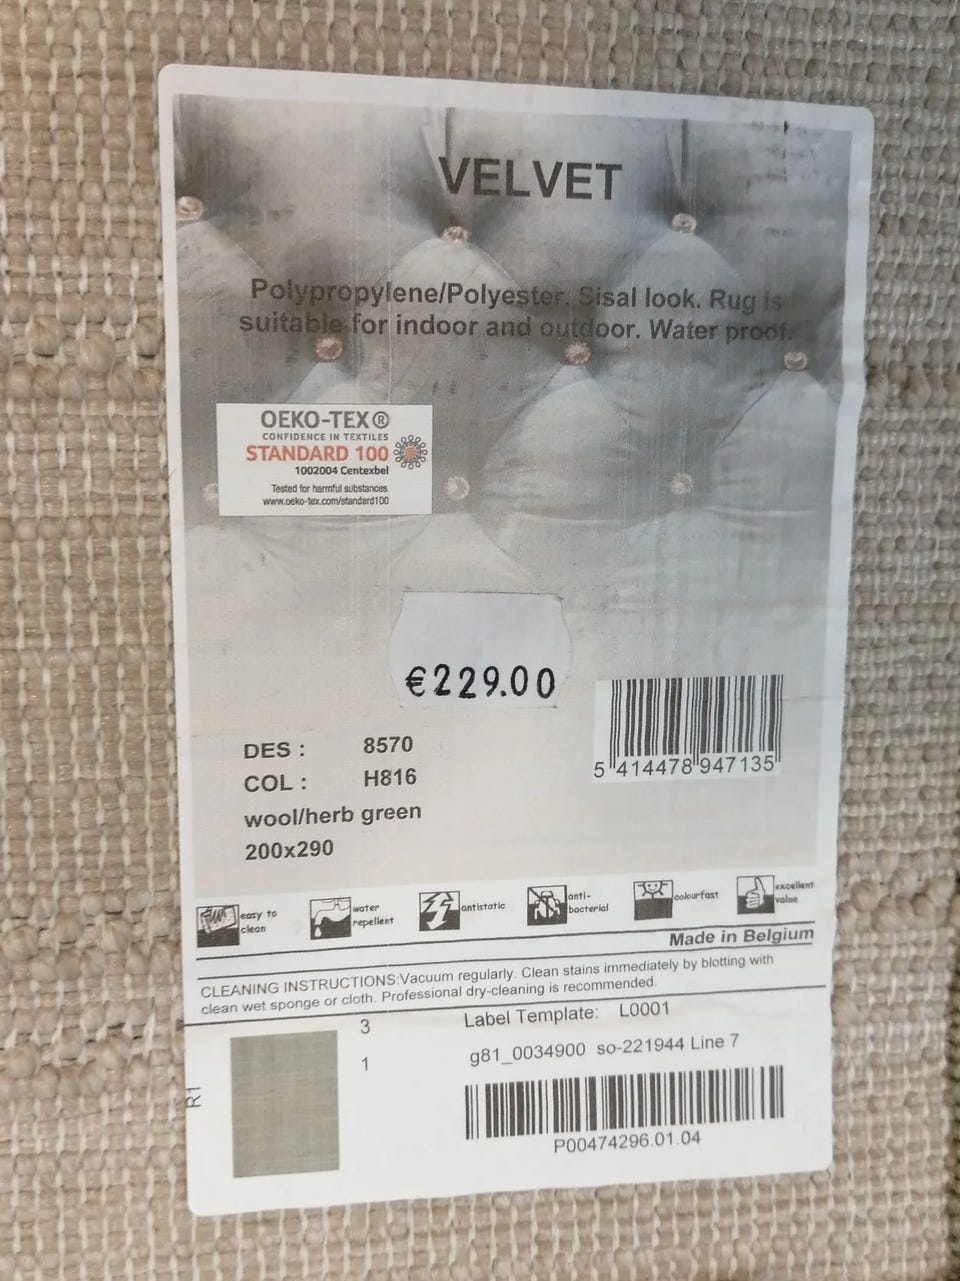 VELVET
Polypropylene/Polyester. Sisal look. Rug is
suitable for indoor and outdoor. Water proof.
OEKO-TEX®
CONFIDENCE IN TEXTILES
STANDARD 100
1002004 Centexbel
Tested for harmful substances.
www.oeko-tex.com/standard100
€229.00
5 414478 947135
DES : 8570
COL : H816
wool/herb green
200x290
easy to
clean
water
repellent
antistatic
anti-
bacterial
colourfast
excellent
value
Made in Belgium
CLEANING INSTRUCTIONS:Vacuum regularly. Clean stains immediately by blotting with
clean wet sponge or cloth. Professional dry-cleaning is recommended.
3
Label Template: L0001
1
g81_0034900 so-221944 Line 7
R1
P00474296.01.04